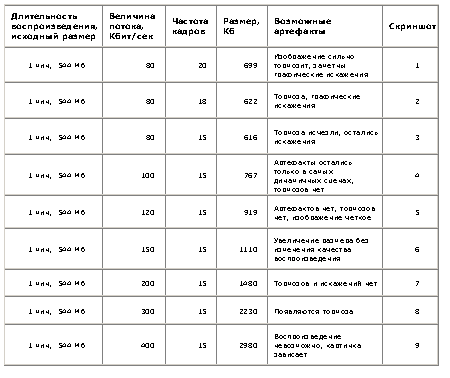 Длительность воспроизведения, исходный размер
Величина потока, Кбит/сек
Частота кадров
Размер, Кб
Возможные артефакты
Скриншот
1 мин, 544 Мб 80 20 699 Изображение сильно тормозит, заметны графические искажения 1
1 мин, 544 Мб 80 18 622 Тормоза, графические искажения 2
1 мин, 544 Мб 80 15 616 Тормоза исчезли, остались искажения 3
1 мин, 544 Мб 100 15 767 Артефакты остались только в самых динамичных сценах, тормозов нет 4
1 мин, 544 Мб 120 15 919 Артефактов нет, тормозов нет, изображение четкое 5
1 мин, 544 Мб 150 15 1110 Увеличение размера без изменения качества воспроизведения 6
1 мин, 544 Мб 200 15 1480 Тормозов и искажений нет 7
1 мин, 544 Мб 300 15 2230 Появляются тормоза 8
1 мин, 544 Мб 400 15 2980 Воспроизведение невозможно, картинка зависает 9